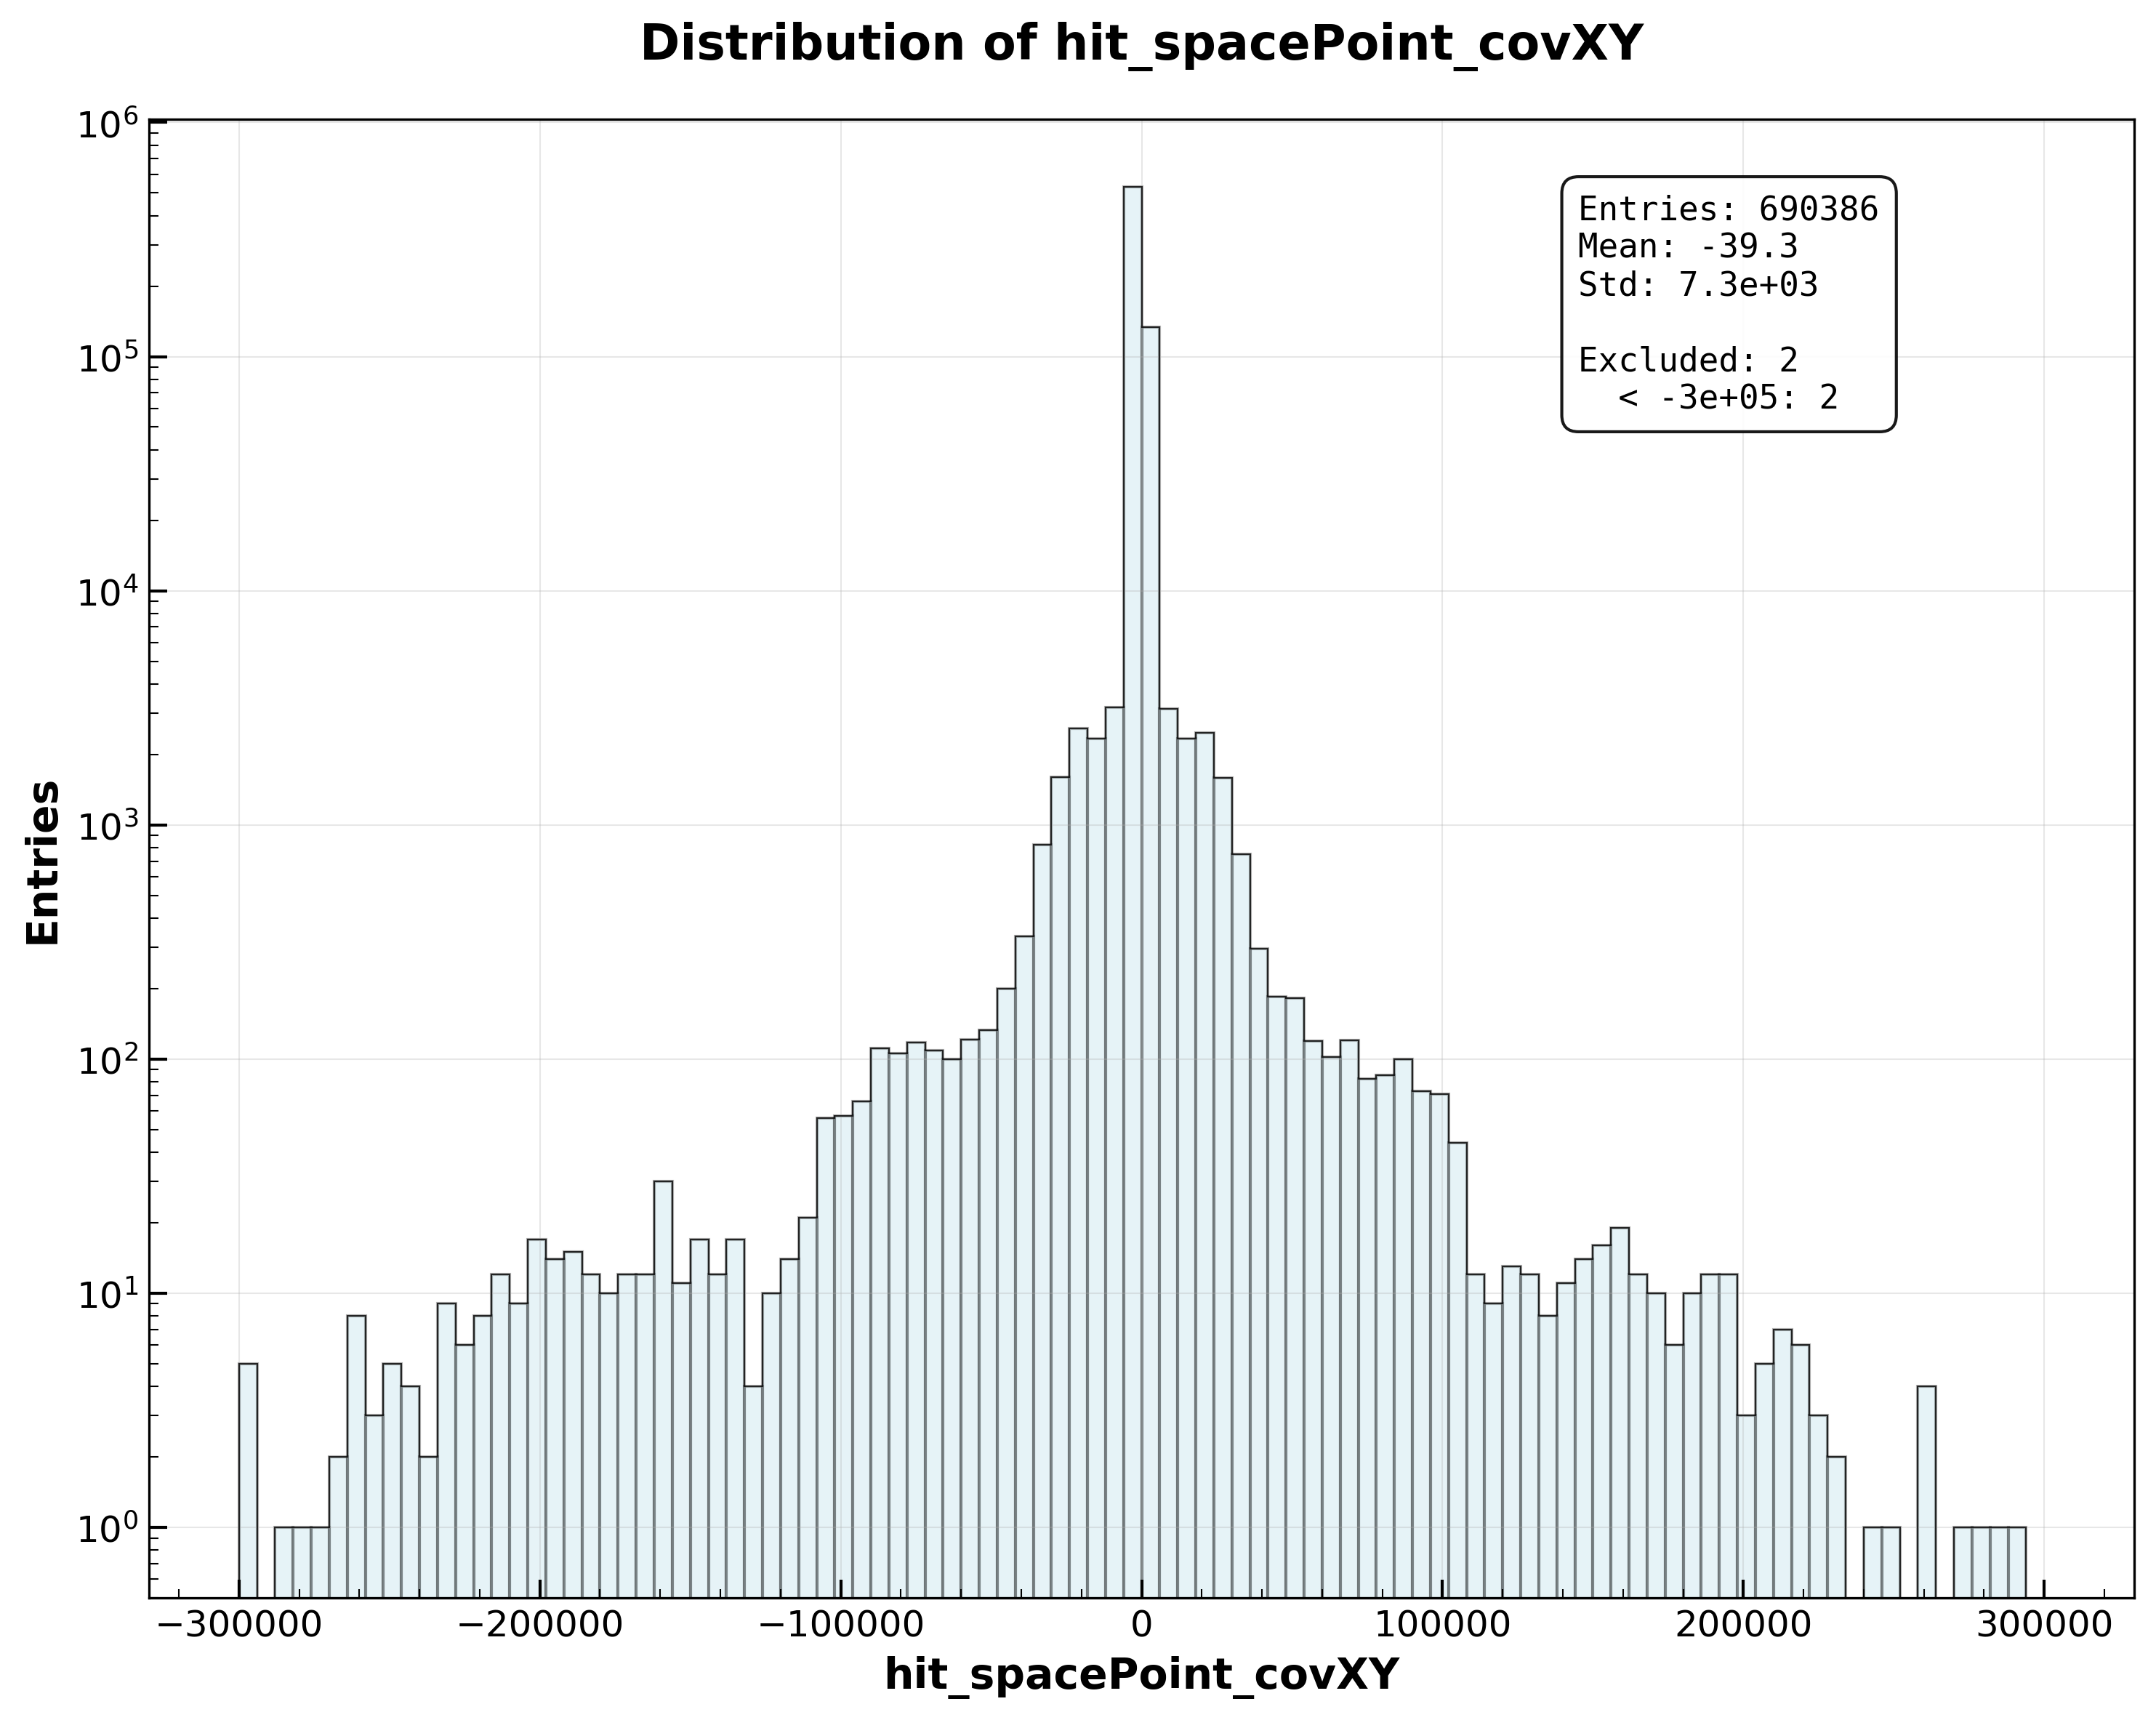 Distribution of hit_spacePoint_covXY
10^6
10^5
10^4
10^3
10^2
10^1
10^0
Entries
Entries: 690386
Mean: -39.3
Std: 7.3e+03
Excluded: 2
< -3e+05: 2
−300000 −200000 −100000 0 100000 200000 300000
hit_spacePoint_covXY